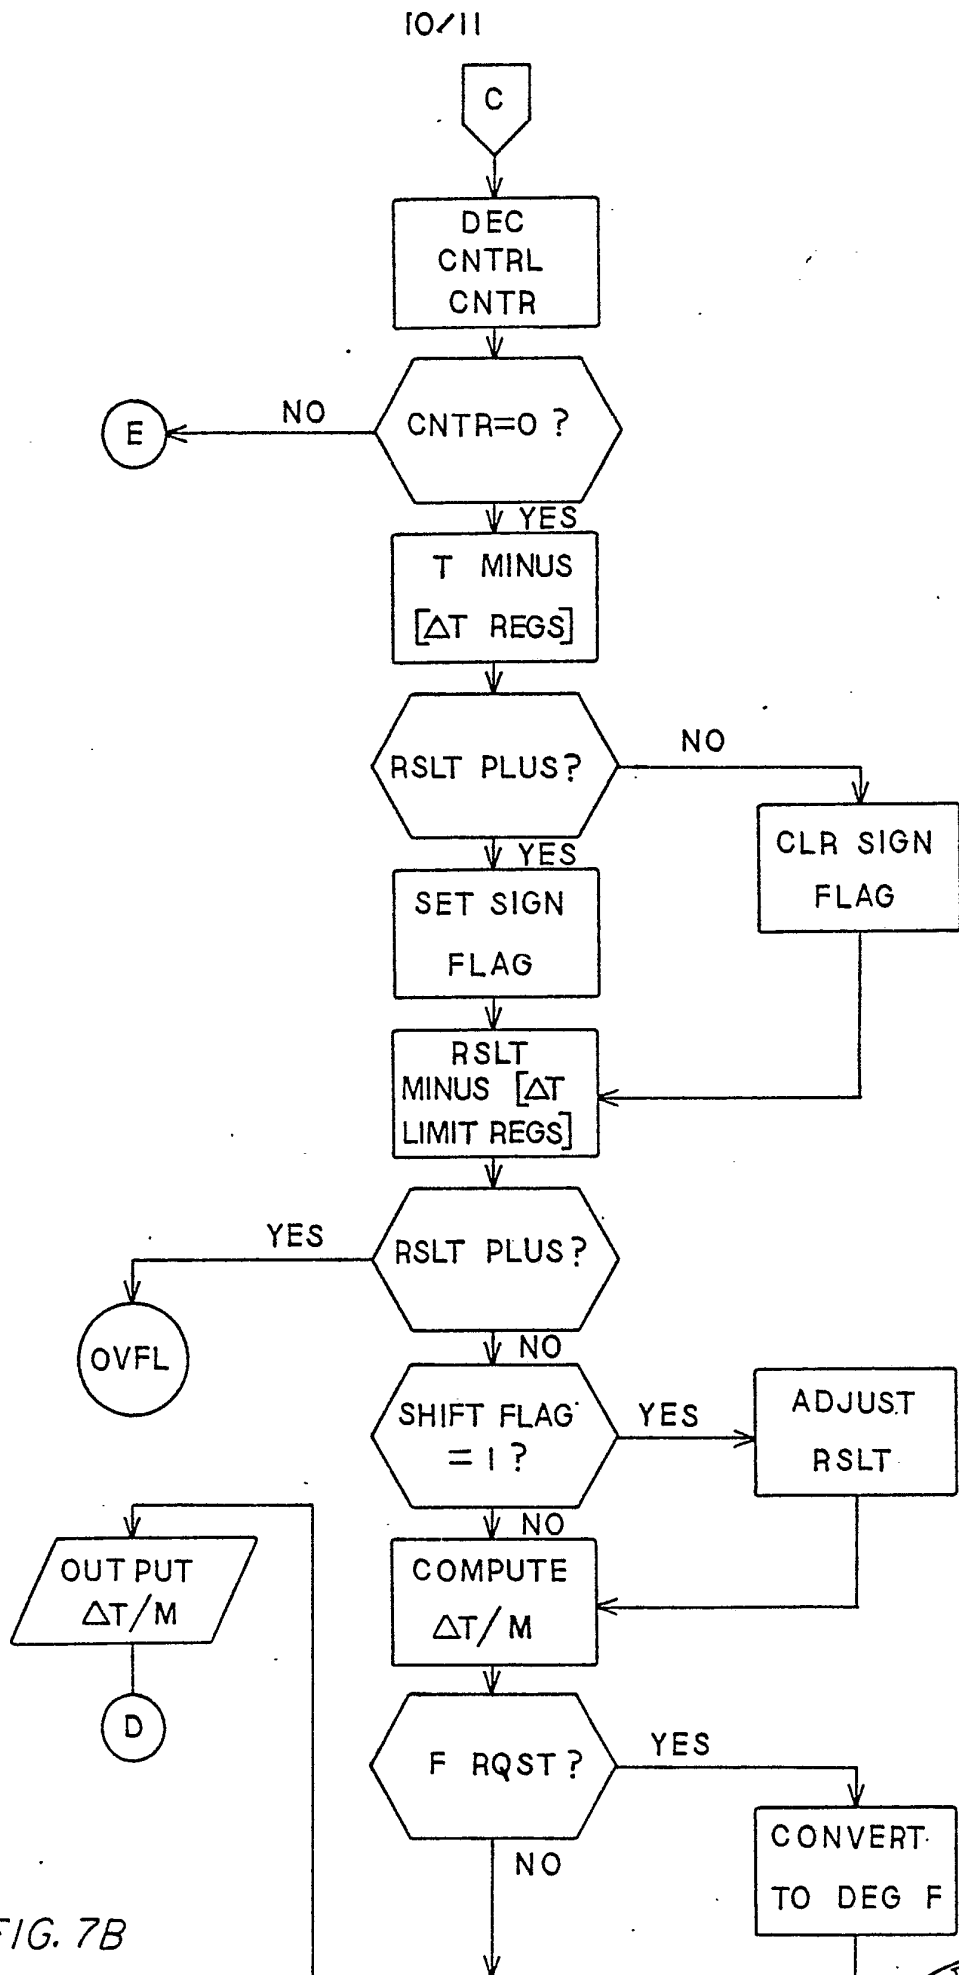 10/11
C
DEC
CNTRL
CNTR
CNTR=0 ?
NO
E
YES
T MINUS
[ΔT REGS]
RSLT PLUS?
NO
CLR SIGN
FLAG
YES
SET SIGN
FLAG
RSLT
MINUS [ΔT
LIMIT REGS]
RSLT PLUS?
YES
OVFL
NO
SHIFT FLAG
= 1 ?
YES
ADJUST
RSLT
NO
COMPUTE
ΔT/M
OUTPUT
ΔT/M
D
F RQST ?
YES
CONVERT
TO DEG F
NO
FIG. 7B